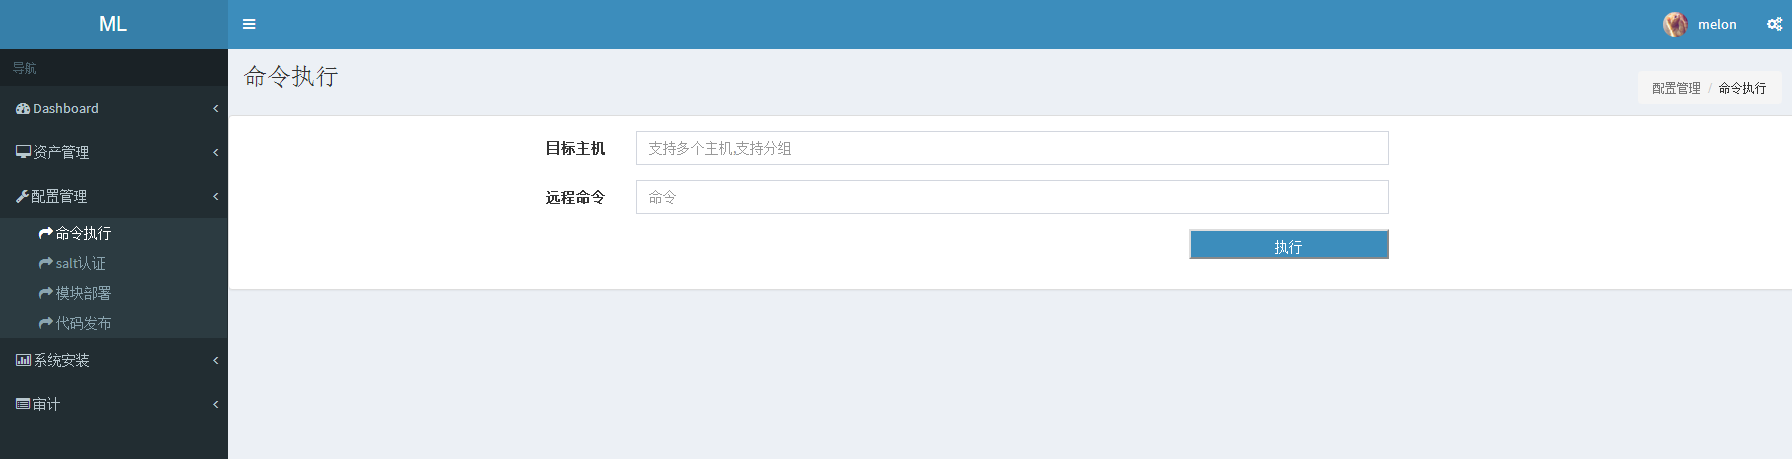 ML
melon
导航
命令执行
配置管理 / 命令执行
Dashboard
资产管理
配置管理
命令执行
salt认证
模块部署
代码发布
系统安装
审计
目标主机
支持多个主机,支持分组
远程命令
命令
执行